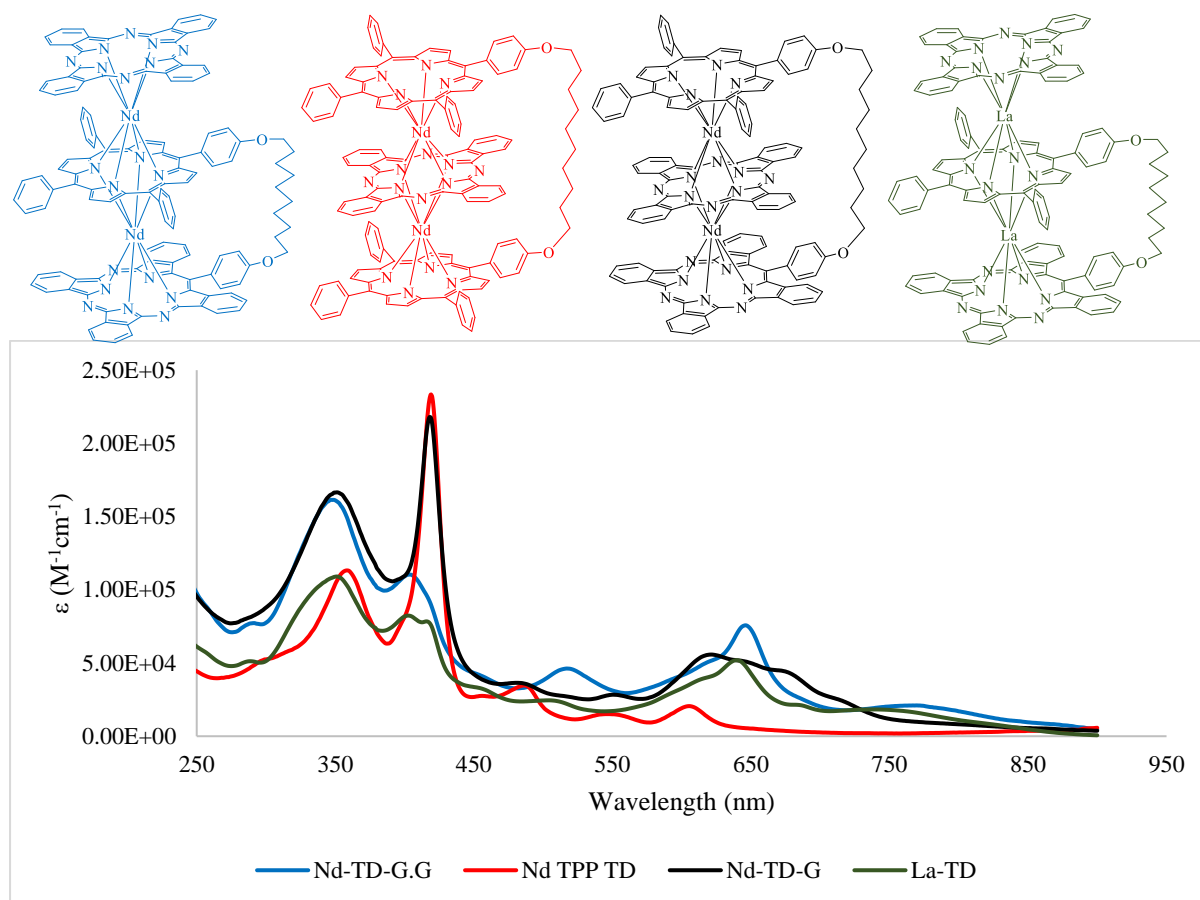 N N N N N N N N
Nd
N N N N O
Nd
N N N N N N N O
N N N N O
Nd
N N N N N N N N
Nd
N N N N O
N N N N O
Nd
N N N N N N N N
Nd
N N N N N N N O
N N N N N N N N
La
N N N N O
La
N N N N N N N O
2.50E+05
2.00E+05
1.50E+05
1.00E+05
5.00E+04
0.00E+00
ε (M⁻¹cm⁻¹)
250 350 450 550 650 750 850 950
Wavelength (nm)
Nd-TD-G.G Nd TPP TD Nd-TD-G La-TD